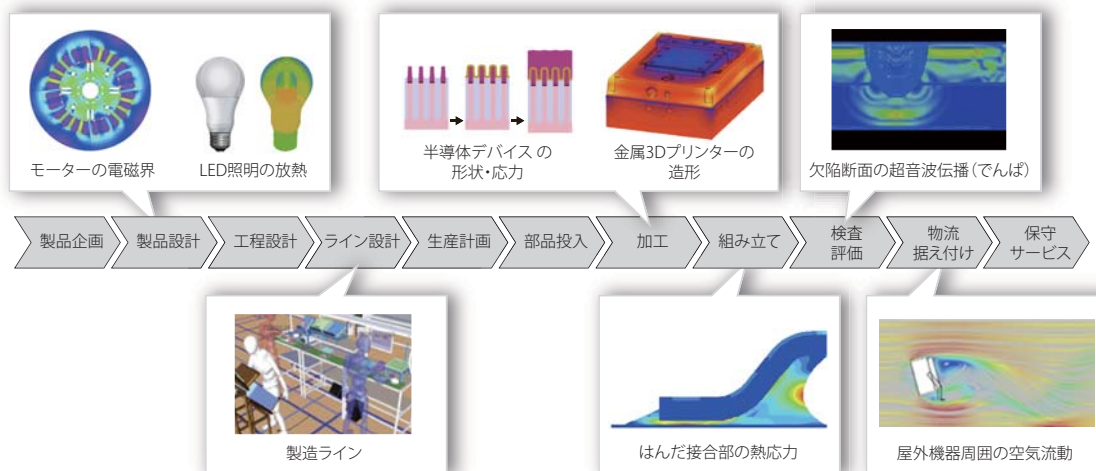 モーターの電磁界
LED照明の放熱
半導体デバイスの
形状・応力
金属3Dプリンターの
造形
欠陥断面の超音波伝播(でんぱ)
製品企画
製品設計
工程設計
ライン設計
生産計画
部品投入
加工
組み立て
検査
評価
物流
据え付け
保守
サービス
製造ライン
はんだ接合部の熱応力
屋外機器周囲の空気流動